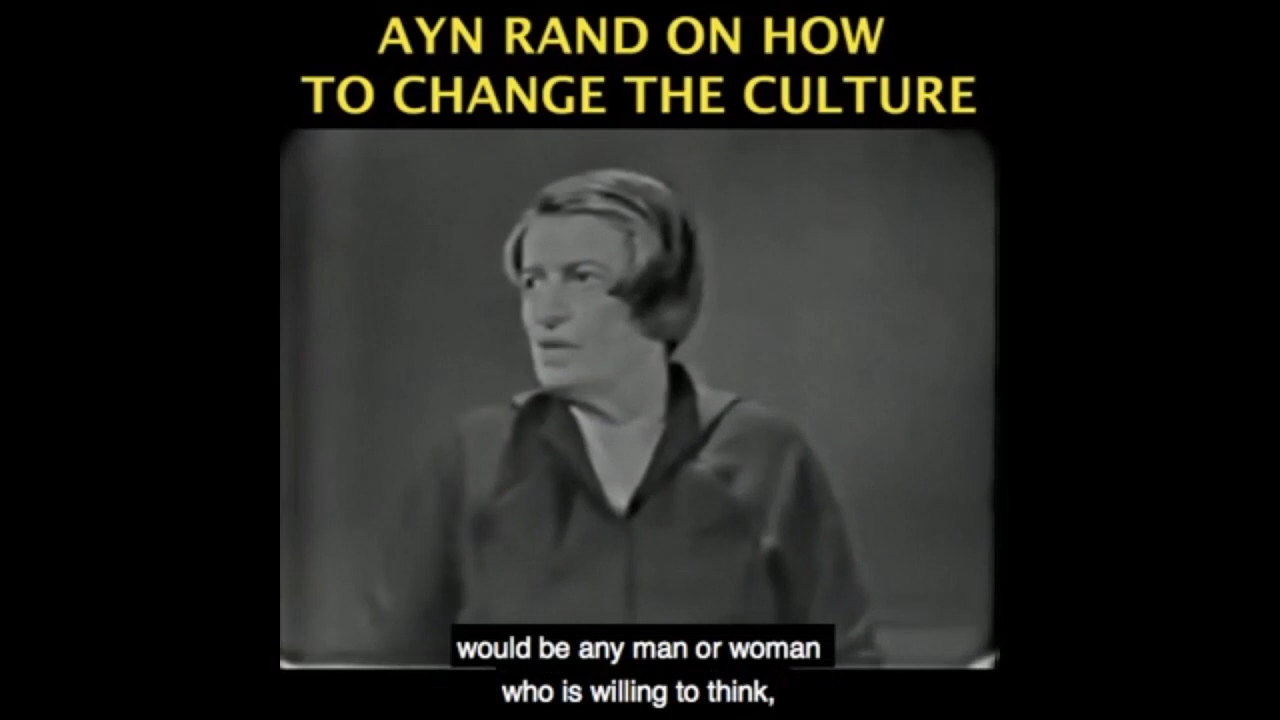 AYN RAND ON HOW
TO CHANGE THE CULTURE
would be any man or woman
who is willing to think,